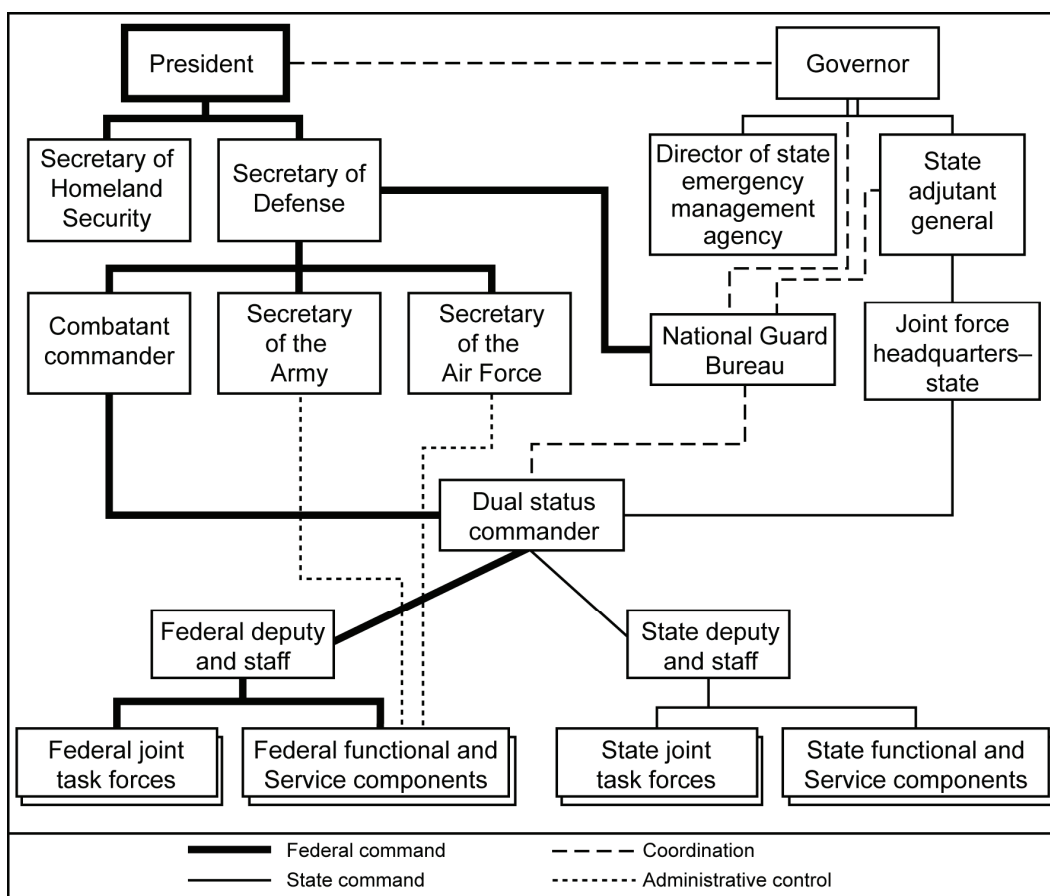 President
Governor
Secretary of
Homeland
Security
Secretary of
Defense
Director of state
emergency
management
agency
State
adjutant
general
Combatant
commander
Secretary
of the
Army
Secretary
of the
Air Force
National Guard
Bureau
Joint force
headquarters–
state
Dual status
commander
Federal deputy
and staff
State deputy
and staff
Federal joint
task forces
Federal functional and
Service components
State joint
task forces
State functional and
Service components
Federal command
Coordination
State command
Administrative control